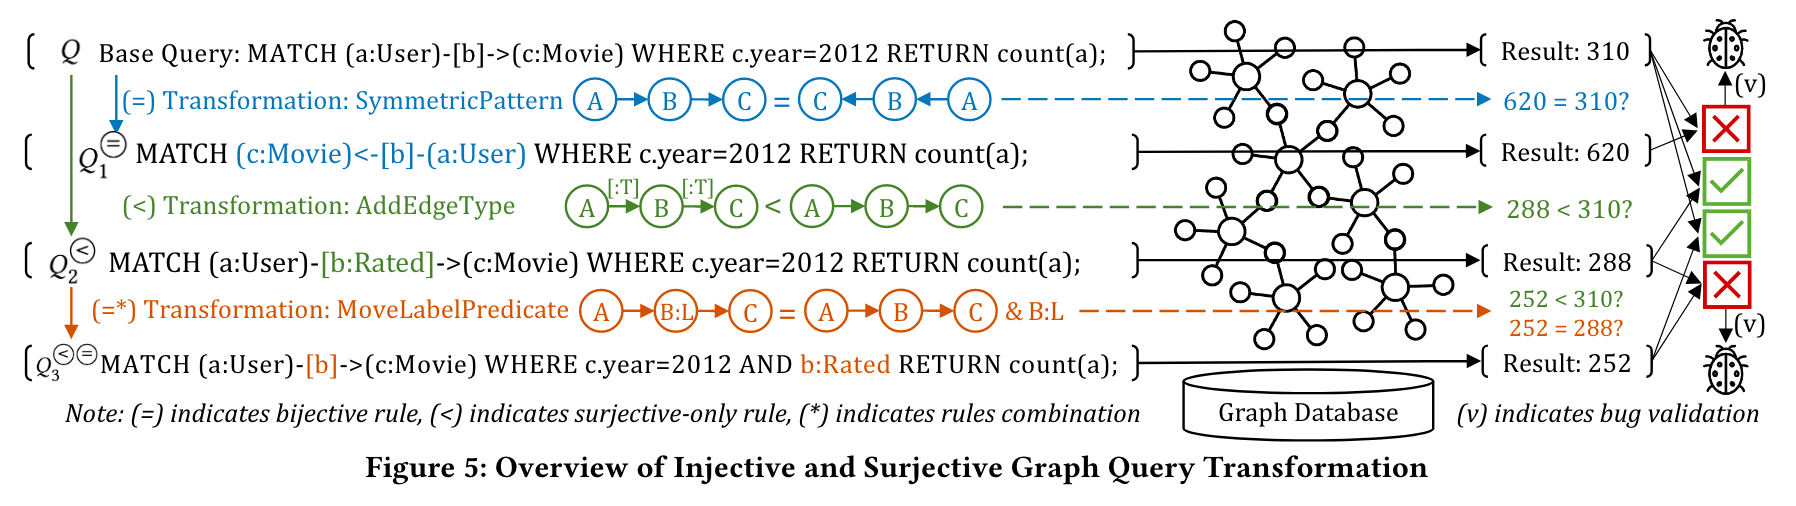 Q Base Query: MATCH (a:User)-[b]->(c:Movie) WHERE c.year=2012 RETURN count(a); Result: 310
(v)
(=) Transformation: SymmetricPattern A B C = C B A 620 = 310?
Q1(=) MATCH (c:Movie)<-[b]-(a:User) WHERE c.year=2012 RETURN count(a); Result: 620
[:T] [:T]
(<) Transformation: AddEdgeType A B C < A B C 288 < 310?
Q2(<) MATCH (a:User)-[b:Rated]->(c:Movie) WHERE c.year=2012 RETURN count(a); Result: 288
252 < 310?
(=*) Transformation: MoveLabelPredicate A B:L C = A B C & B:L 252 = 288?
(v)
Q3(<)(=) MATCH (a:User)-[b]->(c:Movie) WHERE c.year=2012 AND b:Rated RETURN count(a); Result: 252
Note: (=) indicates bijective rule, (<) indicates surjective-only rule, (*) indicates rules combination Graph Database (v) indicates bug validation
Figure 5: Overview of Injective and Surjective Graph Query Transformation